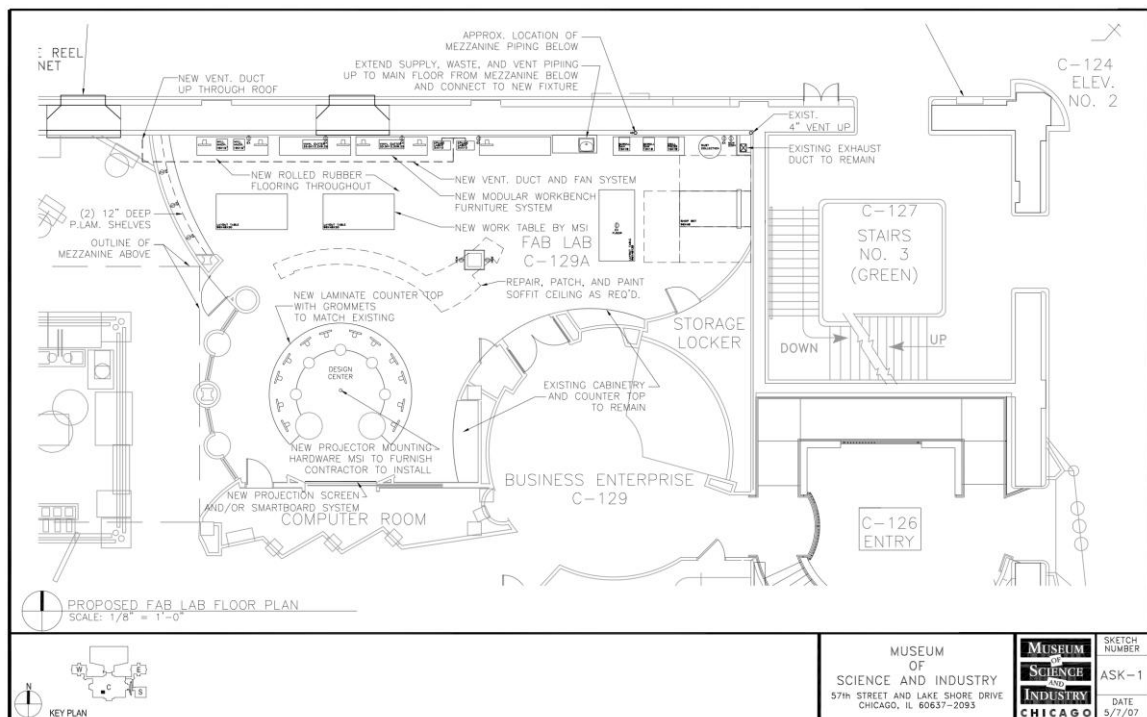 E REEL
NET
NEW VENT. DUCT
UP THROUGH ROOF
APPROX. LOCATION OF
MEZZANINE PIPING BELOW
EXTEND SUPPLY, WASTE, AND VENT PIPIING
UP TO MAIN FLOOR FROM MEZZANINE BELOW
AND CONNECT TO NEW FIXTURE
C-124
ELEV.
NO. 2
EXIST.
4" VENT UP
EXISTING EXHAUST
DUCT TO REMAIN
NEW ROLLED RUBBER
FLOORING THROUGHOUT
NEW VENT. DUCT AND FAN SYSTEM
NEW MODULAR WORKBENCH
FURNITURE SYSTEM
NEW WORK TABLE BY MSI
(2) 12" DEEP
P.LAM. SHELVES
OUTLINE OF
MEZZANINE ABOVE
FAB LAB
C-129A
C-127
STAIRS
NO. 3
(GREEN)
REPAIR, PATCH, AND PAINT
SOFFIT CEILING AS REQ'D.
NEW LAMINATE COUNTER TOP
WITH GROMMETS
TO MATCH EXISTING
STORAGE
LOCKER
DOWN
UP
DESIGN
CENTER
EXISTING CABINETRY
AND COUNTER TOP
TO REMAIN
NEW PROJECTOR MOUNTING
HARDWARE MSI TO FURNISH
CONTRACTOR TO INSTALL
BUSINESS ENTERPRISE
C-129
NEW PROJECTION SCREEN
AND/OR SMARTBOARD SYSTEM
COMPUTER ROOM
C-126
ENTRY
PROPOSED FAB LAB FLOOR PLAN
SCALE: 1/8" = 1'-0"
N
W
E
C
S
KEY PLAN
MUSEUM
OF
SCIENCE AND INDUSTRY
57th STREET AND LAKE SHORE DRIVE
CHICAGO, IL 60637-2093
MUSEUM
OF
SCIENCE
AND
INDUSTRY
CHICAGO
SKETCH
NUMBER
ASK-1
DATE
5/7/07